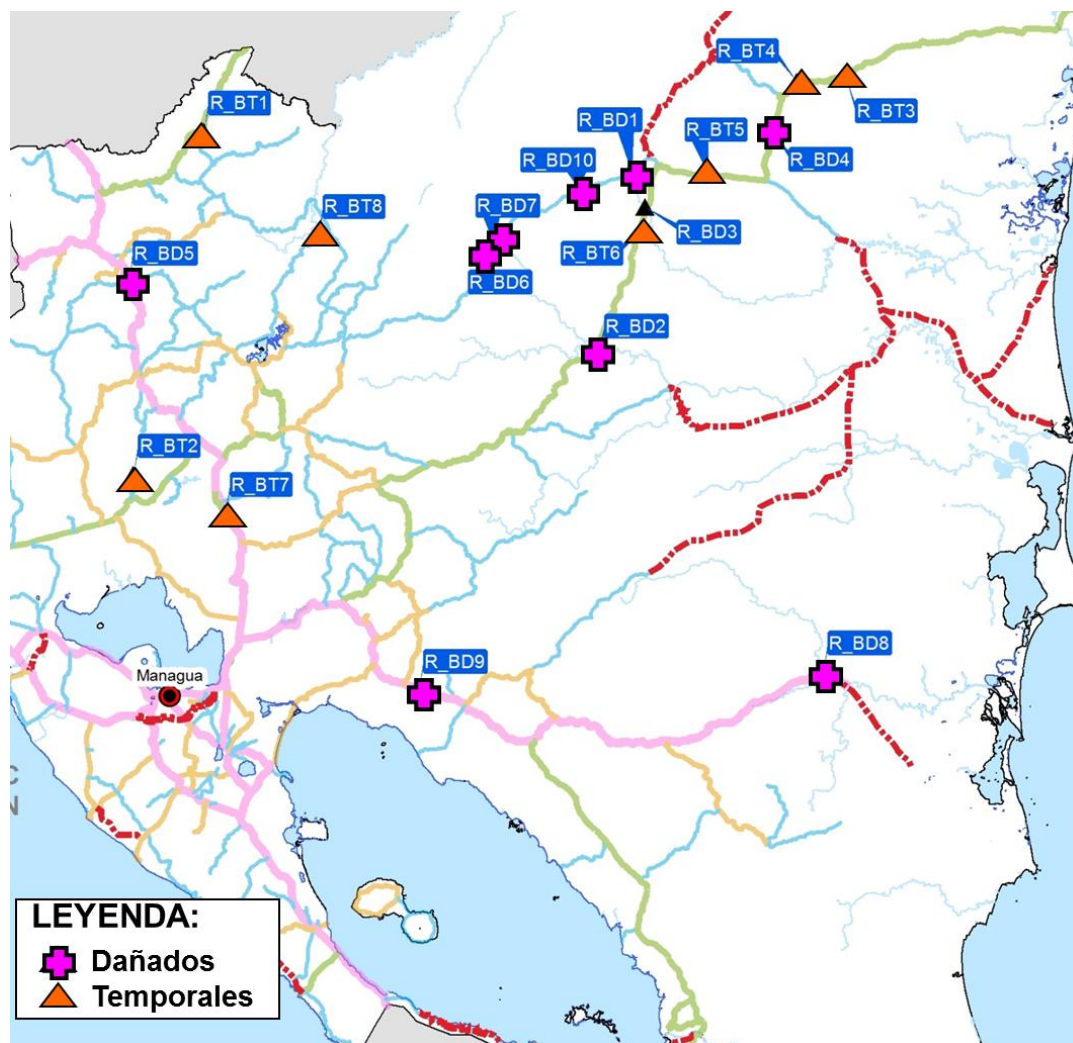 R_BT4
R_BT1
R_BT3
R_BD1
R_BT5
R_BD10
R_BD4
R_BD7
R_BT8
R_BD3
R_BD5
R_BT6
R_BD6
R_BD2
R_BT2
R_BT7
R_BD8
R_BD9
Managua
C
N
LEYENDA:
Dañados
Temporales